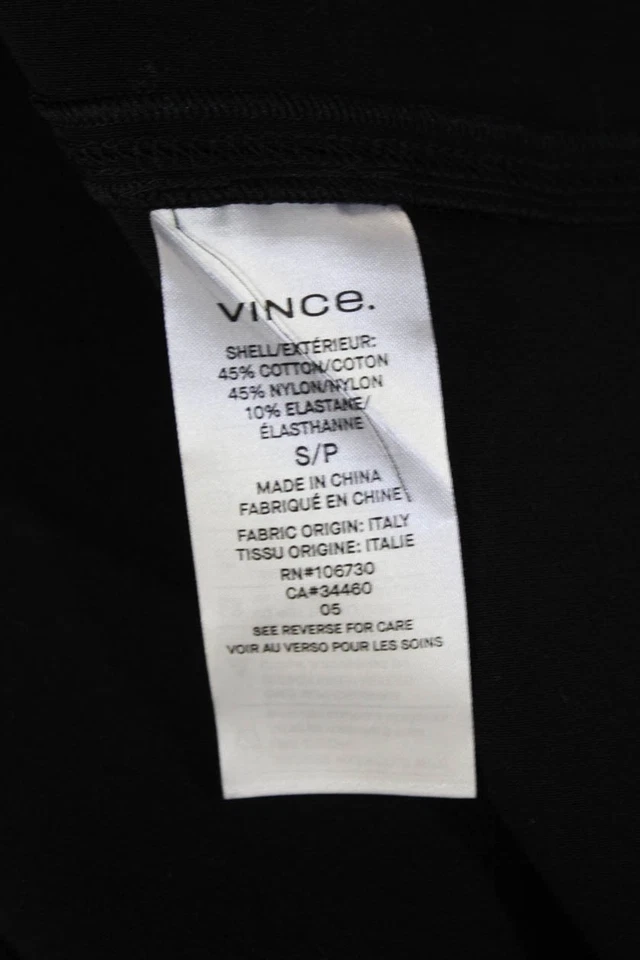 VINCe.
SHELL/EXTÉRIEUR:
45% COTTON/COTON
45% NYLON/NYLON
10% ELASTANE/
ÉLASTHANNE
S/P
MADE IN CHINA
FABRIQUÉ EN CHINE
FABRIC ORIGIN: ITALY
TISSU ORIGINE: ITALIE
RN#106730
CA#34460
05
SEE REVERSE FOR CARE
VOIR AU VERSO POUR LES SOINS